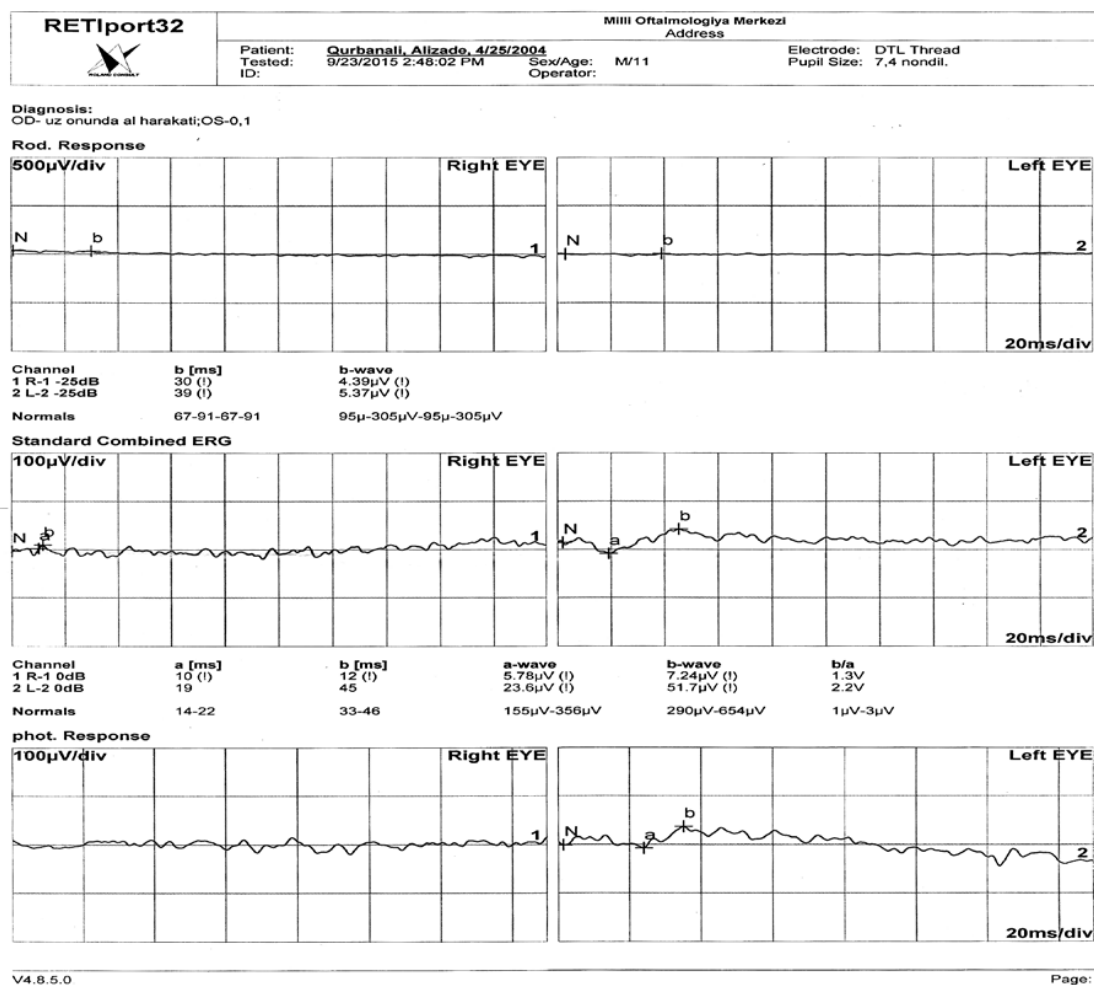 RETIport32
ROLAND CONSULT
Milli Oftalmologiya Merkezi
Address
Patient: Qurbanali, Alizade, 4/25/2004 Electrode: DTL Thread
Tested: 9/23/2015 2:48:02 PM Sex/Age: M/11 Pupil Size: 7,4 nondil.
ID: Operator:
Diagnosis:
OD- uz onunda al harakati;OS-0,1
Rod. Response
500µV/div Right EYE Left EYE
N b 1 N b 2
20ms/div
Channel b [ms] b-wave
1 R-1 -25dB 30 (!) 4.39µV (!)
2 L-2 -25dB 39 (!) 5.37µV (!)
Normals 67-91-67-91 95µ-305µV-95µ-305µV
Standard Combined ERG
100µV/div Right EYE Left EYE
N a b 1 N a b 2
20ms/div
Channel a [ms] b [ms] a-wave b-wave b/a
1 R-1 0dB 10 (!) 12 (!) 5.78µV (!) 7.24µV (!) 1.3V
2 L-2 0dB 19 45 23.6µV (!) 51.7µV (!) 2.2V
Normals 14-22 33-46 155µV-356µV 290µV-654µV 1µV-3µV
phot. Response
100µV/div Right EYE Left EYE
1 N a b 2
20ms/div
V4.8.5.0 Page: